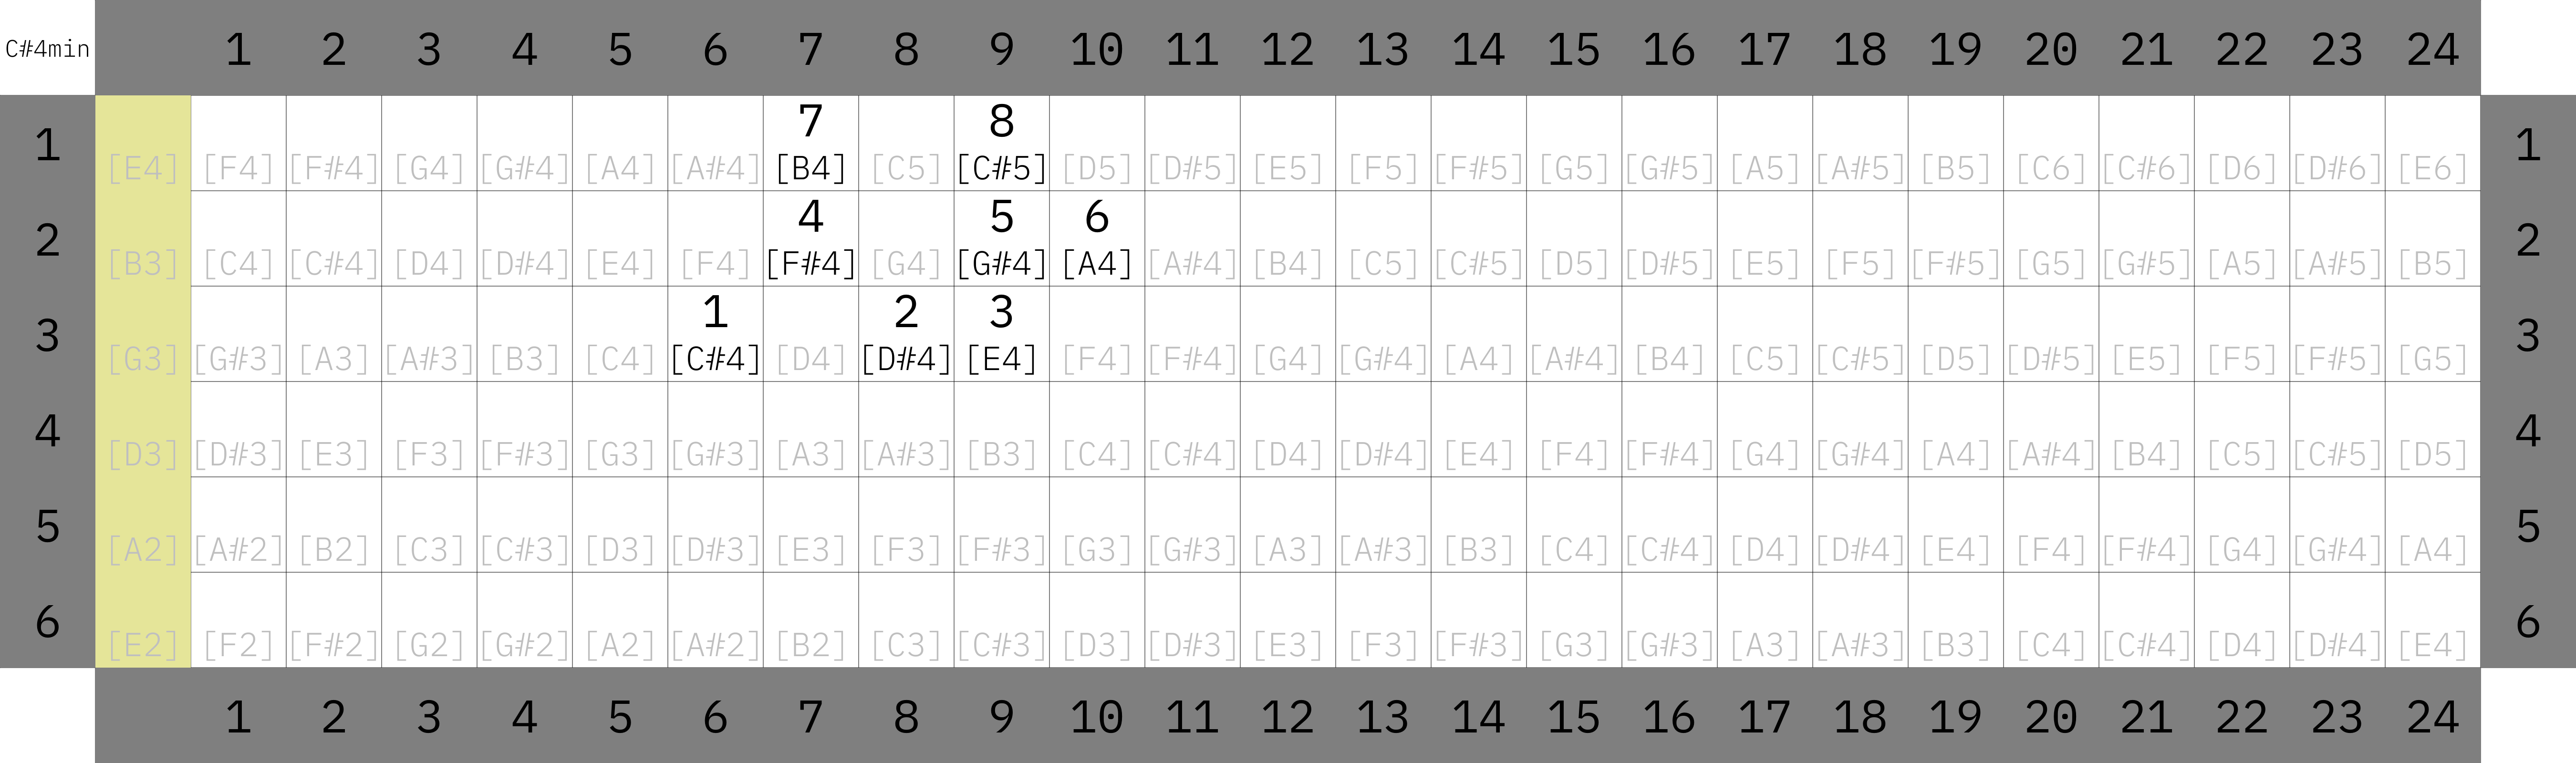 C#4min 1 2 3 4 5 6 7 8 9 10 11 12 13 14 15 16 17 18 19 20 21 22 23 24
7 8
1 [E4] [F4] [F#4] [G4] [G#4] [A4] [A#4] [B4] [C5] [C#5] [D5] [D#5] [E5] [F5] [F#5] [G5] [G#5] [A5] [A#5] [B5] [C6] [C#6] [D6] [D#6] [E6] 1
4 5 6
2 [B3] [C4] [C#4] [D4] [D#4] [E4] [F4] [F#4] [G4] [G#4] [A4] [A#4] [B4] [C5] [C#5] [D5] [D#5] [E5] [F5] [F#5] [G5] [G#5] [A5] [A#5] [B5] 2
1 2 3
3 [G3] [G#3] [A3] [A#3] [B3] [C4] [C#4] [D4] [D#4] [E4] [F4] [F#4] [G4] [G#4] [A4] [A#4] [B4] [C5] [C#5] [D5] [D#5] [E5] [F5] [F#5] [G5] 3
4 [D3] [D#3] [E3] [F3] [F#3] [G3] [G#3] [A3] [A#3] [B3] [C4] [C#4] [D4] [D#4] [E4] [F4] [F#4] [G4] [G#4] [A4] [A#4] [B4] [C5] [C#5] [D5] 4
5 [A2] [A#2] [B2] [C3] [C#3] [D3] [D#3] [E3] [F3] [F#3] [G3] [G#3] [A3] [A#3] [B3] [C4] [C#4] [D4] [D#4] [E4] [F4] [F#4] [G4] [G#4] [A4] 5
6 [E2] [F2] [F#2] [G2] [G#2] [A2] [A#2] [B2] [C3] [C#3] [D3] [D#3] [E3] [F3] [F#3] [G3] [G#3] [A3] [A#3] [B3] [C4] [C#4] [D4] [D#4] [E4] 6
1 2 3 4 5 6 7 8 9 10 11 12 13 14 15 16 17 18 19 20 21 22 23 24